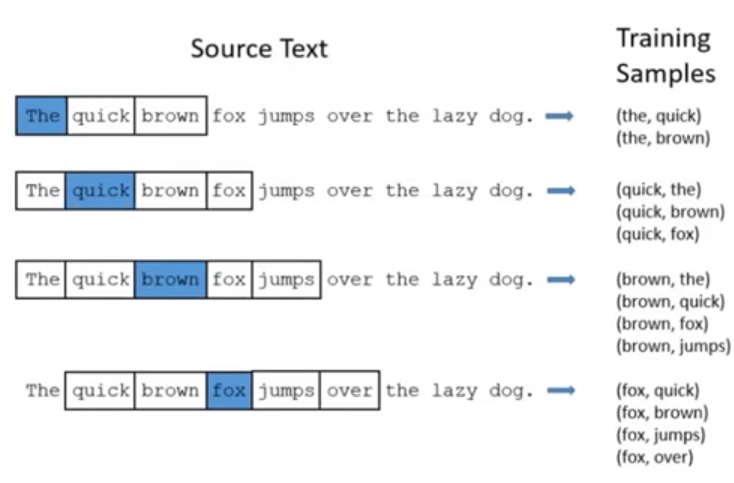 Source Text
Training
Samples
The quick brown fox jumps over the lazy dog.
(the, quick)
(the, brown)
The quick brown fox jumps over the lazy dog.
(quick, the)
(quick, brown)
(quick, fox)
The quick brown fox jumps over the lazy dog.
(brown, the)
(brown, quick)
(brown, fox)
(brown, jumps)
The quick brown fox jumps over the lazy dog.
(fox, quick)
(fox, brown)
(fox, jumps)
(fox, over)